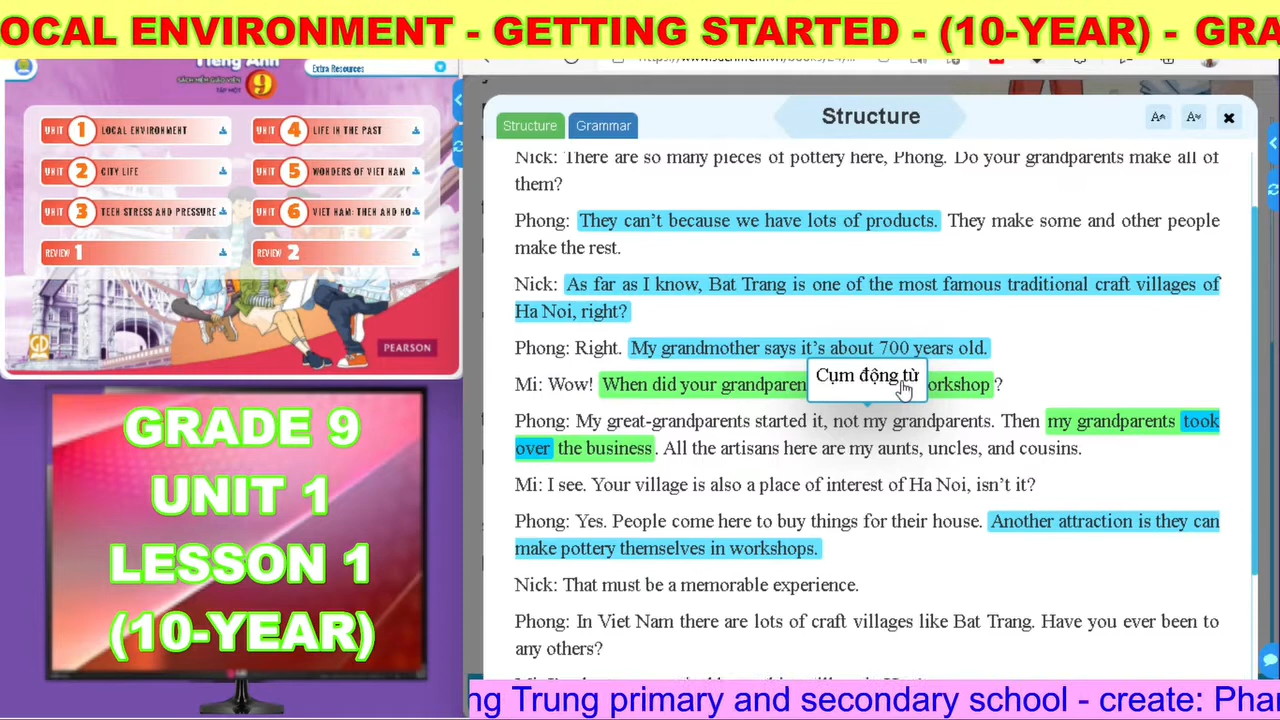 OCAL ENVIRONMENT - GETTING STARTED - (10-YEAR) - GRA
Tiếng Anh
SÁCH MỀM GIÁO VIÊN
TẬP MỘT
9
Extra Resources
UNIT 1 LOCAL ENVIRONMENT
UNIT 2 CITY LIFE
UNIT 3 TEEN STRESS AND PRESSURE
REVIEW 1
UNIT 4 LIFE IN THE PAST
UNIT 5 WONDERS OF VIET NAM
UNIT 6 VIET NAM: THEN AND NO
REVIEW 2
GD
PEARSON
GRADE 9
UNIT 1
LESSON 1
(10-YEAR)
Structure
Grammar
Structure
Nick: There are so many pieces of pottery here, Phong. Do your grandparents make all of
them?
Phong: They can't because we have lots of products. They make some and other people
make the rest.
Nick: As far as I know, Bat Trang is one of the most famous traditional craft villages of
Ha Noi, right?
Phong: Right. My grandmother says it's about 700 years old.
Cụm động từ
Mi: Wow! When did your grandparen orkshop?
Phong: My great-grandparents started it, not my grandparents. Then my grandparents took
over the business. All the artisans here are my aunts, uncles, and cousins.
Mi: I see. Your village is also a place of interest of Ha Noi, isn't it?
Phong: Yes. People come here to buy things for their house. Another attraction is they can
make pottery themselves in workshops.
Nick: That must be a memorable experience.
Phong: In Viet Nam there are lots of craft villages like Bat Trang. Have you ever been to
any others?
ng Trung primary and secondary school - create: Pha